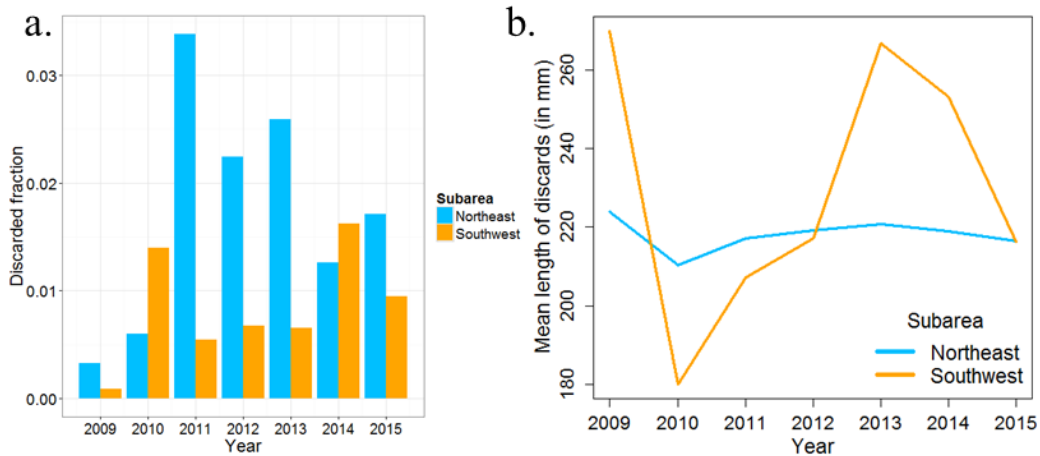 a.
Discarded fraction
0.03
0.02
0.01
0.00
2009 2010 2011 2012 2013 2014 2015
Year
Subarea
Northeast
Southwest
b.
Mean length of discards (in mm)
260
240
220
200
180
2009 2010 2011 2012 2013 2014 2015
Year
Subarea
Northeast
Southwest